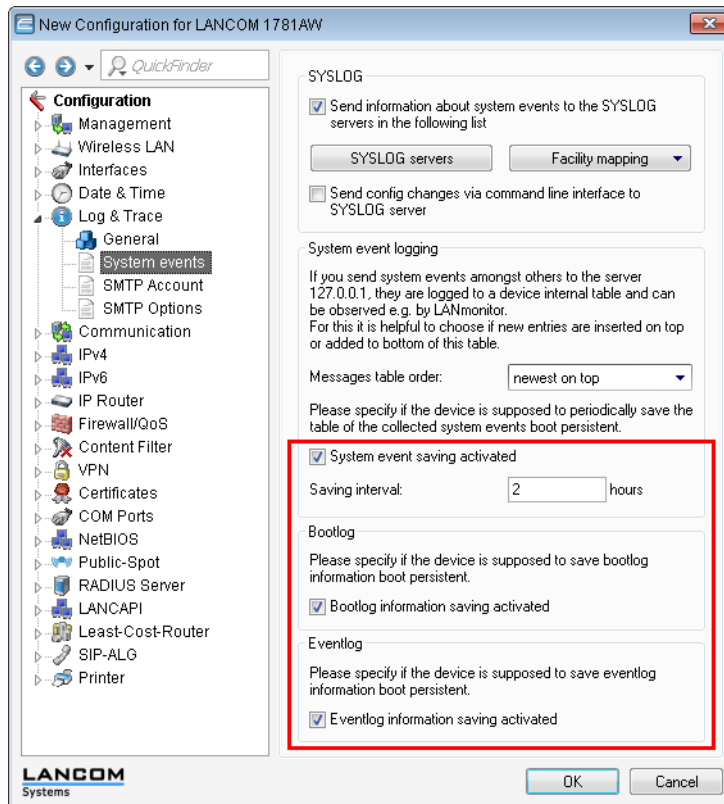 New Configuration for LANCOM 1781AW
QuickFinder
Configuration
Management
Wireless LAN
Interfaces
Date & Time
Log & Trace
General
System events
SMTP Account
SMTP Options
Communication
IPv4
IPv6
IP Router
Firewall/QoS
Content Filter
VPN
Certificates
COM Ports
NetBIOS
Public-Spot
RADIUS Server
LANCAPI
Least-Cost-Router
SIP-ALG
Printer
SYSLOG
Send information about system events to the SYSLOG
servers in the following list
SYSLOG servers
Facility mapping
Send config changes via command line interface to
SYSLOG server
System event logging
If you send system events amongst others to the server
127.0.0.1, they are logged to a device internal table and can
be observed e.g. by LANmonitor.
For this it is helpful to choose if new entries are inserted on top
or added to bottom of this table.
Messages table order: newest on top
Please specify if the device is supposed to periodically save the
table of the collected system events boot persistent.
System event saving activated
Saving interval: 2 hours
Bootlog
Please specify if the device is supposed to save bootlog
information boot persistent.
Bootlog information saving activated
Eventlog
Please specify if the device is supposed to save eventlog
information boot persistent.
Eventlog information saving activated
LANCOM
Systems
OK
Cancel